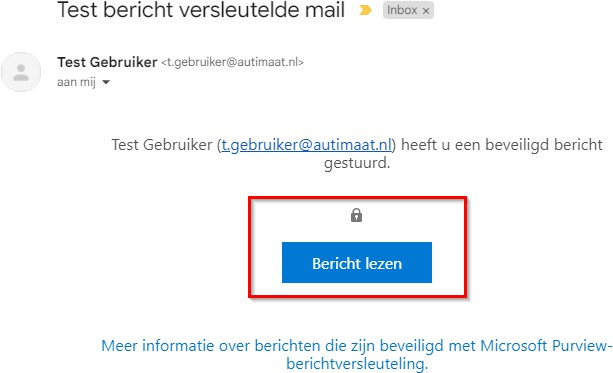 Test bericht versleutelde mail Inbox ×
Test Gebruiker <t.gebruiker@autimaat.nl>
aan mij
Test Gebruiker (t.gebruiker@autimaat.nl) heeft u een beveiligd bericht
gestuurd.
Bericht lezen
Meer informatie over berichten die zijn beveiligd met Microsoft Purview-
berichtversleuteling.